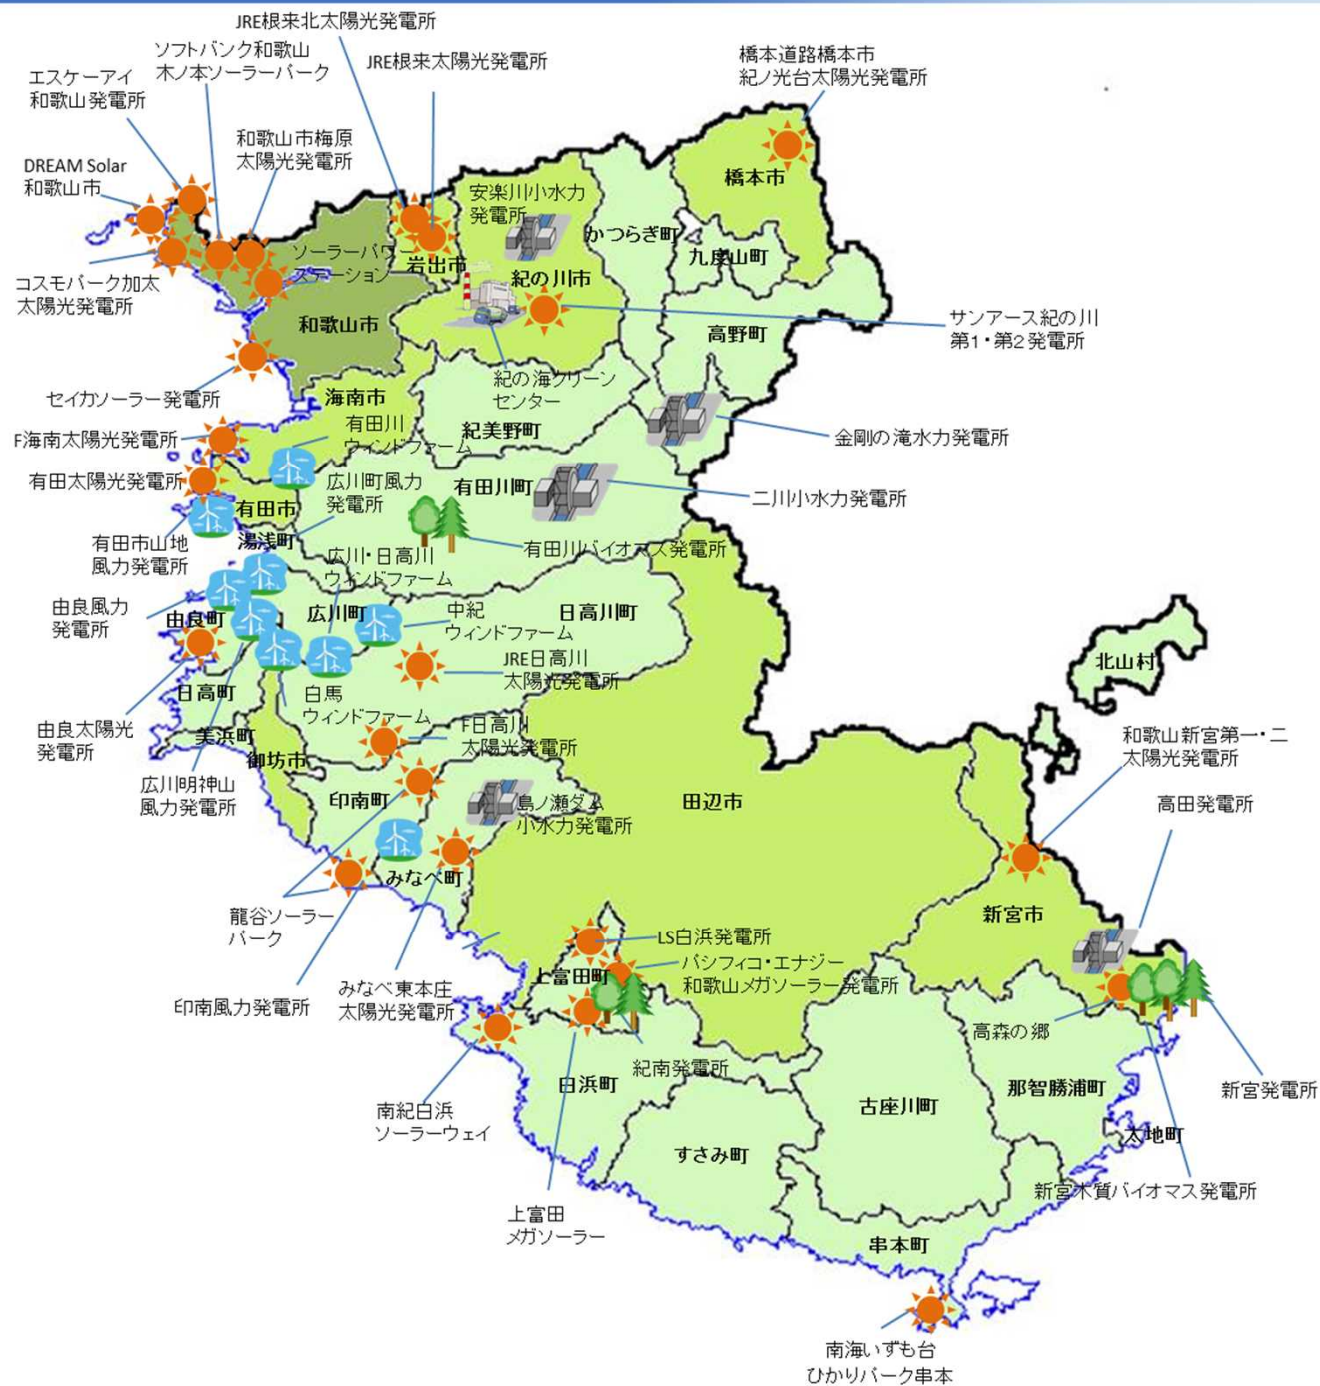 JRE根来北太陽光発電所
ソフトバンク和歌山
木ノ本ソーラーパーク
JRE根来太陽光発電所
橋本道路橋本市
紀ノ光台太陽光発電所
エスケーアイ
和歌山発電所
和歌山市梅原
太陽光発電所
DREAM Solar
和歌山市
安楽川小水力
発電所
橋本市
かつらぎ町
九度山町
ソーラーパワー
ステーション
岩出市
紀の川市
コスモパーク加太
太陽光発電所
和歌山市
高野町
サンアース紀の川
第1・第2発電所
セイカソーラー発電所
紀の海クリーン
センター
海南市
F海南太陽光発電所
有田川
ウィンドファーム
紀美野町
金剛の滝水力発電所
有田太陽光発電所
広川町風力
発電所
有田川町
二川小水力発電所
有田市
有田市山地
風力発電所
湯浅町
有田川バイオマス発電所
広川・日高川
ウィンドファーム
由良風力
発電所
由良町
広川町
中紀
ウィンドファーム
日高川町
JRE日高川
太陽光発電所
北山村
日高町
白馬
ウィンドファーム
由良太陽光
発電所
美浜町
F日高川
太陽光発電所
御坊市
和歌山新宮第一・二
太陽光発電所
広川明神山
風力発電所
印南町
島ノ瀬ダム
小水力発電所
田辺市
高田発電所
みなべ町
龍谷ソーラー
パーク
新宮市
LS白浜発電所
上富田町
パシフィコ・エナジー
和歌山メガソーラー発電所
印南風力発電所
みなべ東本庄
太陽光発電所
高森の郷
紀南発電所
白浜町
那智勝浦町
新宮発電所
南紀白浜
ソーラーウェイ
古座川町
太地町
すさみ町
新宮木質バイオマス発電所
上富田
メガソーラー
串本町
南海いずも台
ひかりパーク串本